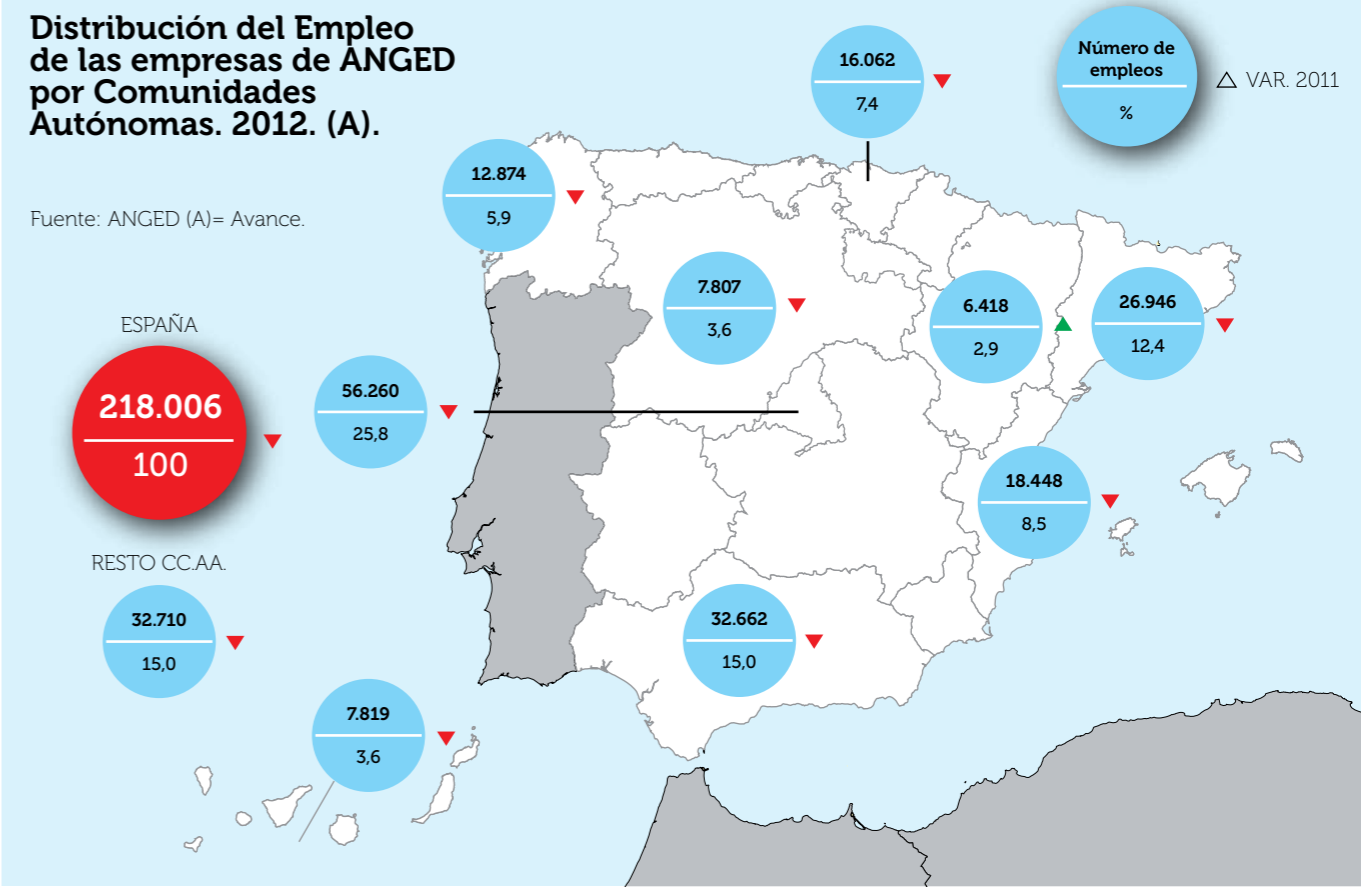 Distribución del Empleo
de las empresas de ANGED
por Comunidades
Autónomas. 2012. (A).
Fuente: ANGED (A)= Avance.
Número de
empleos
%
△ VAR. 2011
16.062
7,4
12.874
5,9
7.807
3,6
6.418
2,9
26.946
12,4
ESPAÑA
218.006
100
56.260
25,8
18.448
8,5
RESTO CC.AA.
32.710
15,0
32.662
15,0
7.819
3,6